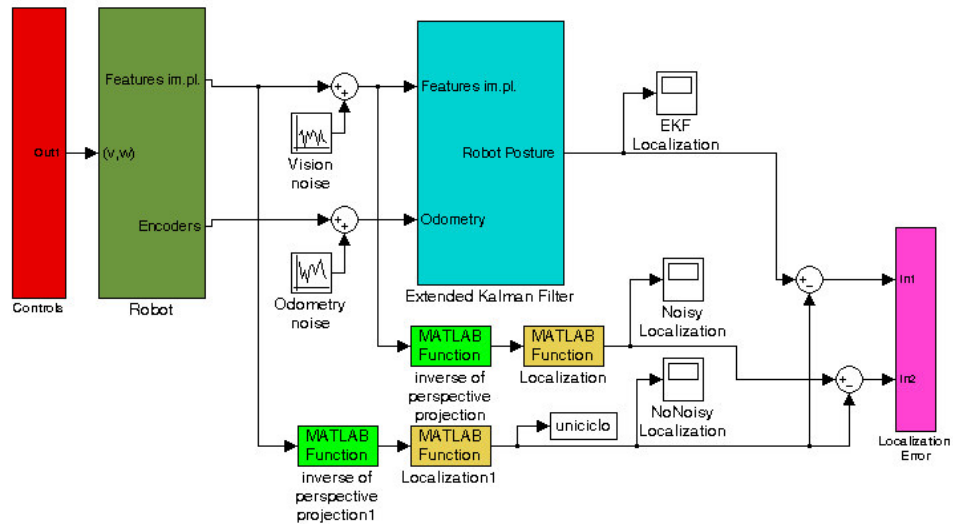 Features im.pl.
Features im.pl.
EKF
Localization
Out1
(v,w)
Vision
noise
Robot Posture
Encoders
Odometry
In1
Controls
Robot
Odometry
noise
Extended Kalman Filter
Noisy
Localization
MATLAB
Function
MATLAB
Function
inverse of
perspective
projection
Localization
In2
NoNoisy
Localization
uniciclo
Localization
Error
MATLAB
Function
MATLAB
Function
inverse of
perspective
projection1
Localization1